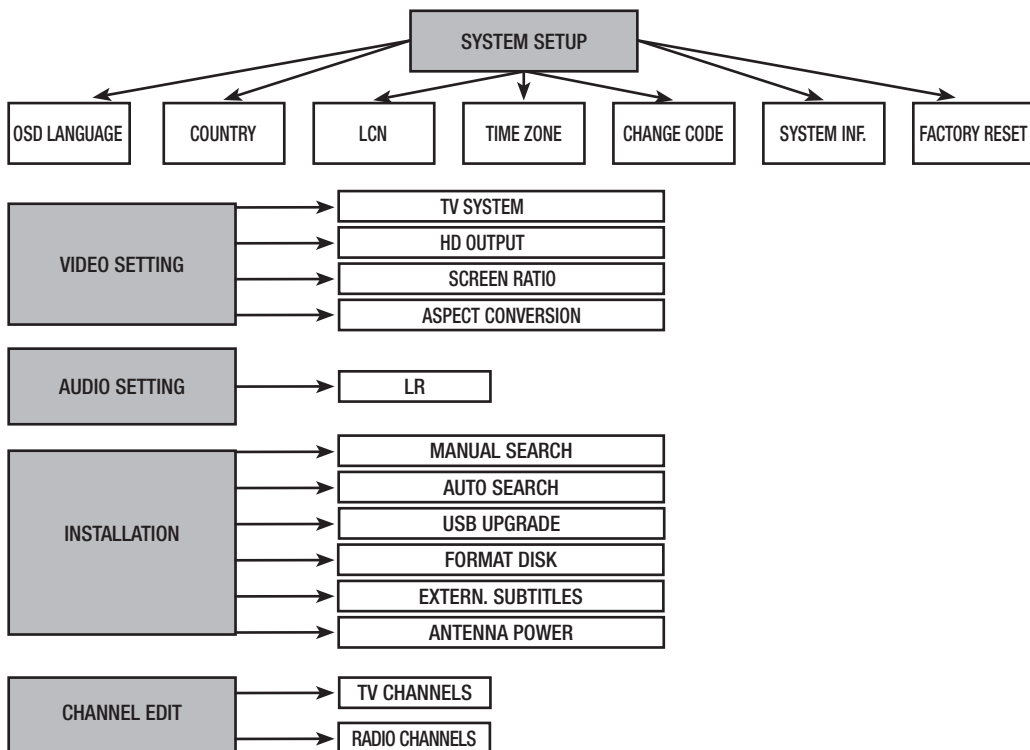 SYSTEM SETUP
OSD LANGUAGE
COUNTRY
LCN
TIME ZONE
CHANGE CODE
SYSTEM INF.
FACTORY RESET
VIDEO SETTING
TV SYSTEM
HD OUTPUT
SCREEN RATIO
ASPECT CONVERSION
AUDIO SETTING
LR
INSTALLATION
MANUAL SEARCH
AUTO SEARCH
USB UPGRADE
FORMAT DISK
EXTERN. SUBTITLES
ANTENNA POWER
CHANNEL EDIT
TV CHANNELS
RADIO CHANNELS